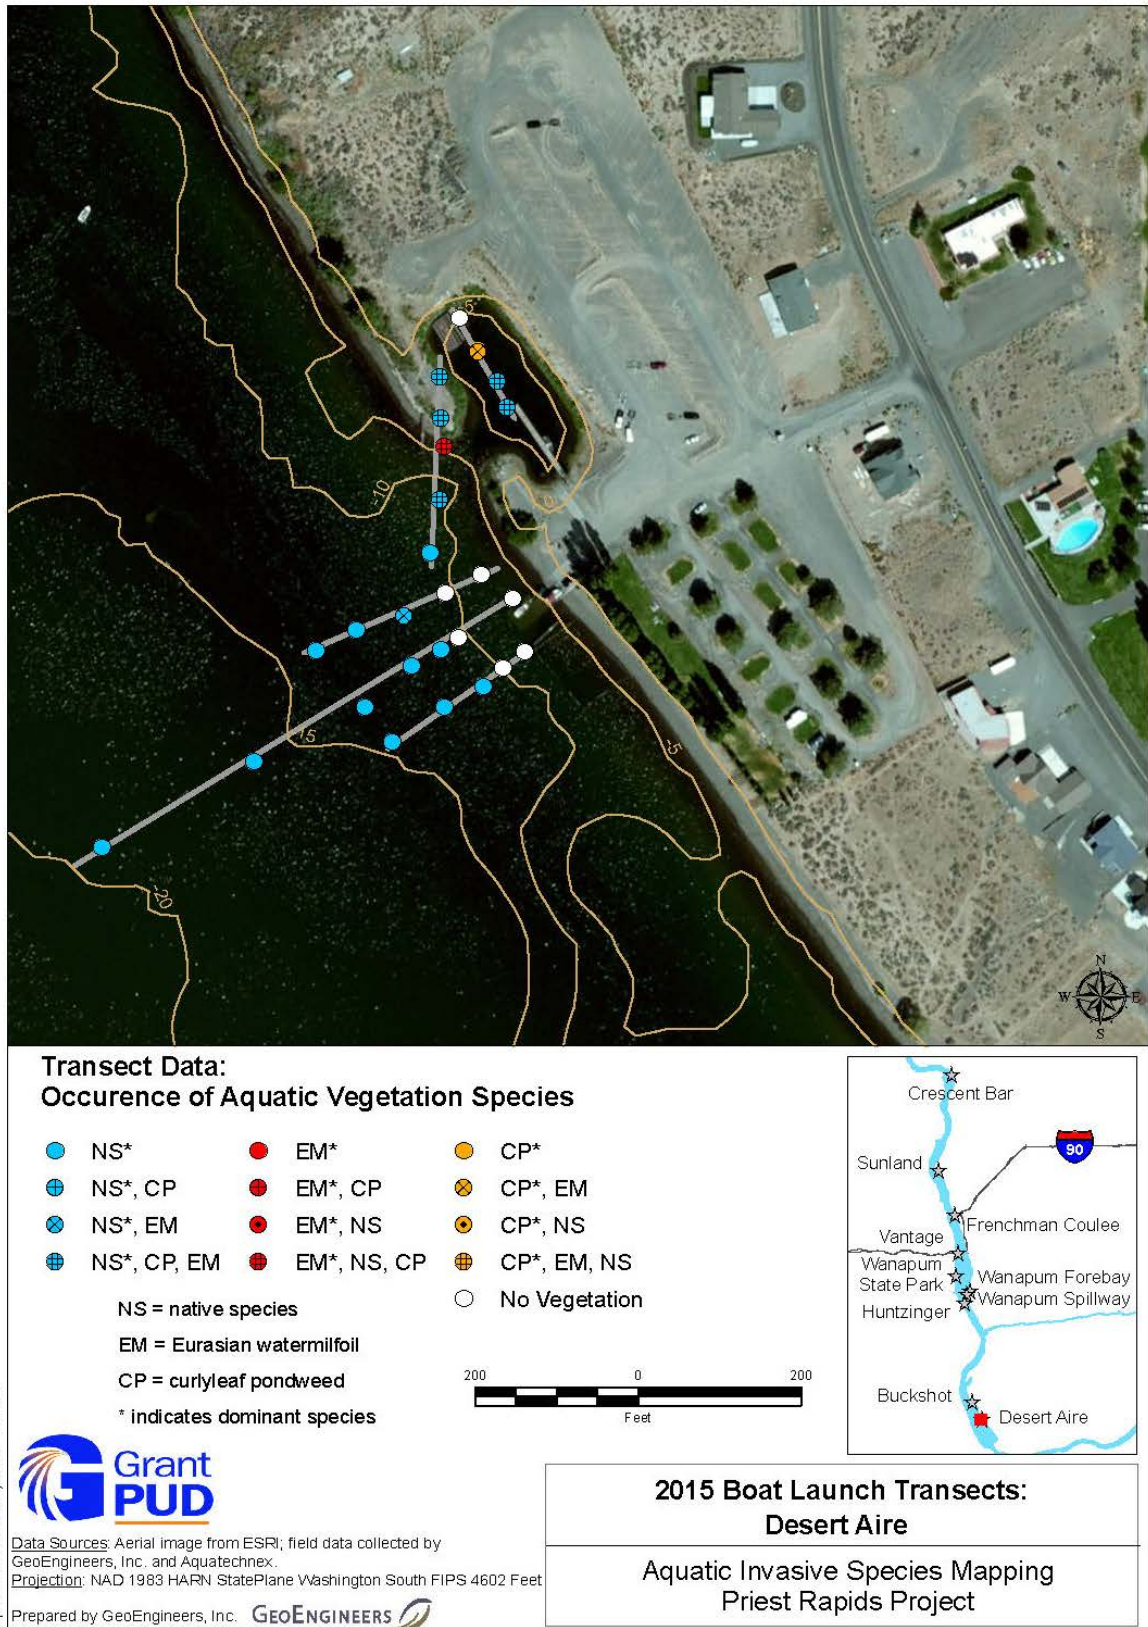 5
-10
0
15
-5
-20
N
W E
S
Transect Data:
Occurence of Aquatic Vegetation Species
NS* EM* CP*
NS*, CP EM*, CP CP*, EM
NS*, EM EM*, NS CP*, NS
NS*, CP, EM EM*, NS, CP CP*, EM, NS
No Vegetation
NS = native species
EM = Eurasian watermilfoil
CP = curlyleaf pondweed
* indicates dominant species
200 0 200
Feet
Crescent Bar
90
Sunland
Frenchman Coulee
Vantage
Wanapum
State Park
Wanapum Forebay
Wanapum Spillway
Huntzinger
Buckshot
Desert Aire
Grant
PUD
Data Sources: Aerial image from ESRI; field data collected by
GeoEngineers, Inc. and Aquatechnex.
Projection: NAD 1983 HARN StatePlane Washington South FIPS 4602 Feet
Prepared by GeoEngineers, Inc. GEOENGINEERS
2015 Boat Launch Transects:
Desert Aire
Aquatic Invasive Species Mapping
Priest Rapids Project